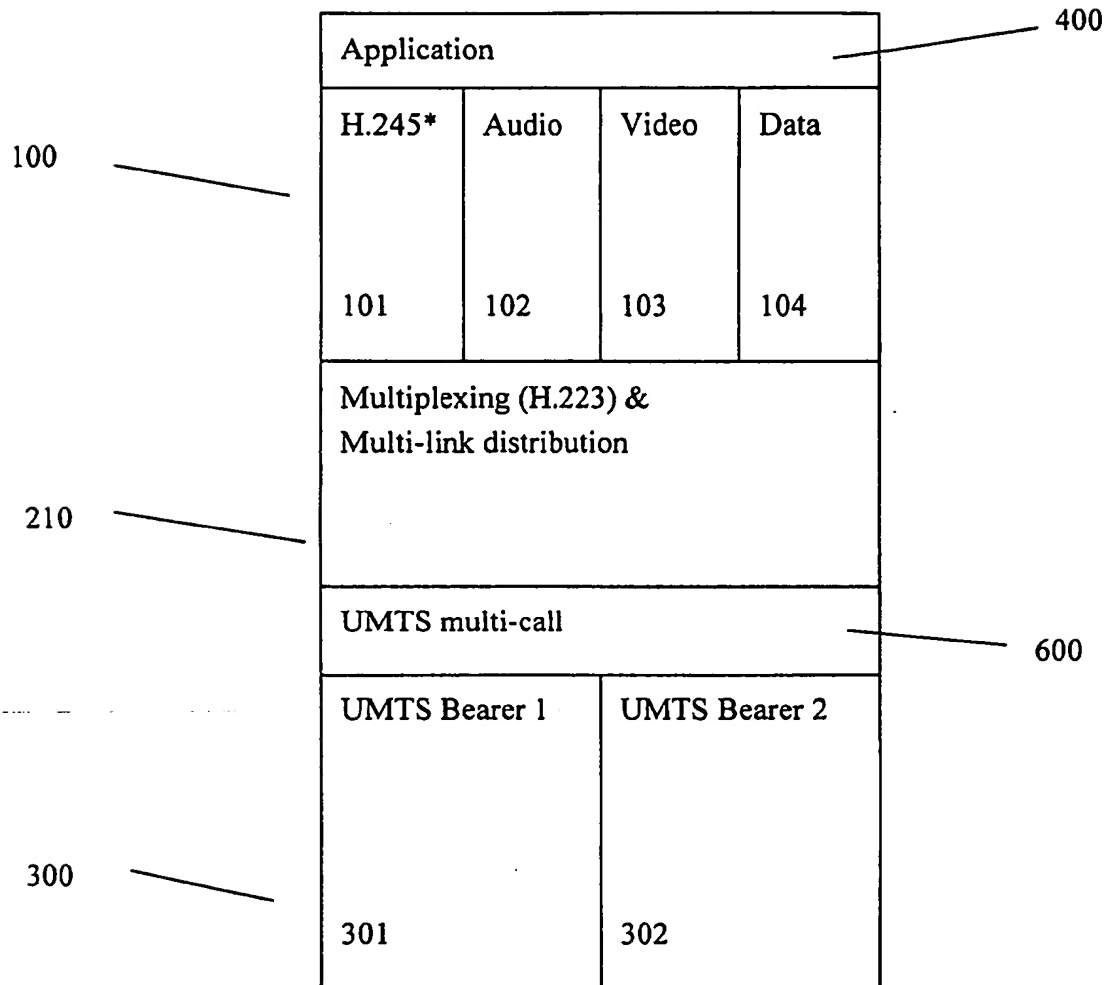 400
Application
H.245* Audio Video Data
100
101 102 103 104
Multiplexing (H.223) &
Multi-link distribution
210
UMTS multi-call
600
UMTS Bearer 1 UMTS Bearer 2
300
301 302